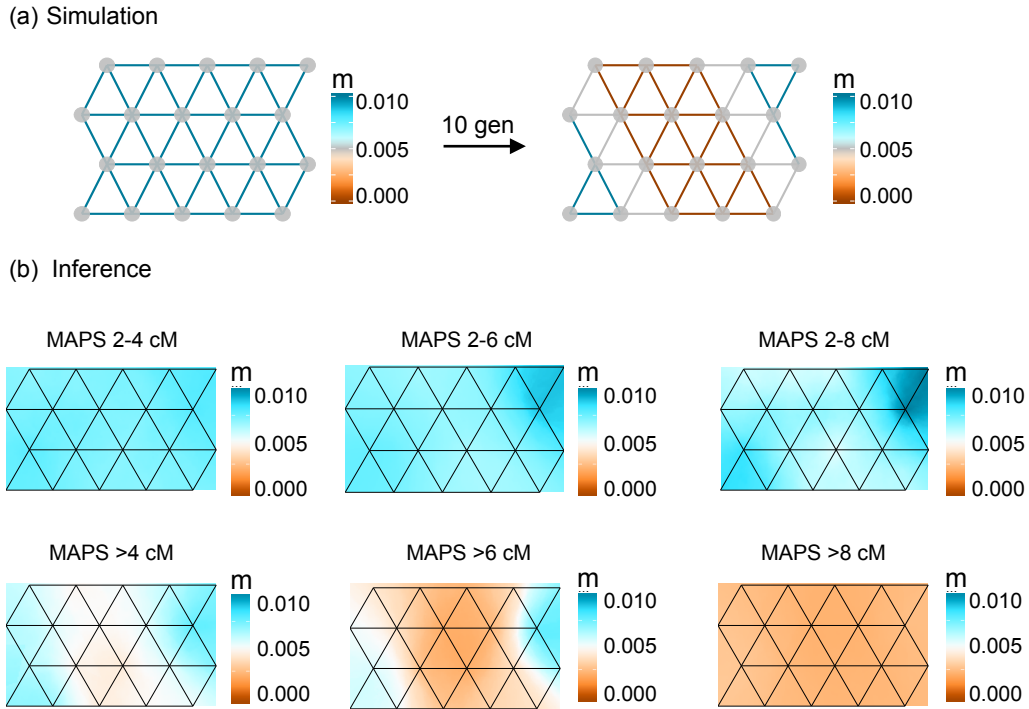 (a) Simulation
m
0.010
0.005
0.000
10 gen
m
0.010
0.005
0.000
(b) Inference
MAPS 2-4 cM
m
0.010
0.005
0.000
MAPS 2-6 cM
m
0.010
0.005
0.000
MAPS 2-8 cM
m
0.010
0.005
0.000
MAPS >4 cM
m
0.010
0.005
0.000
MAPS >6 cM
m
0.010
0.005
0.000
MAPS >8 cM
m
0.010
0.005
0.000